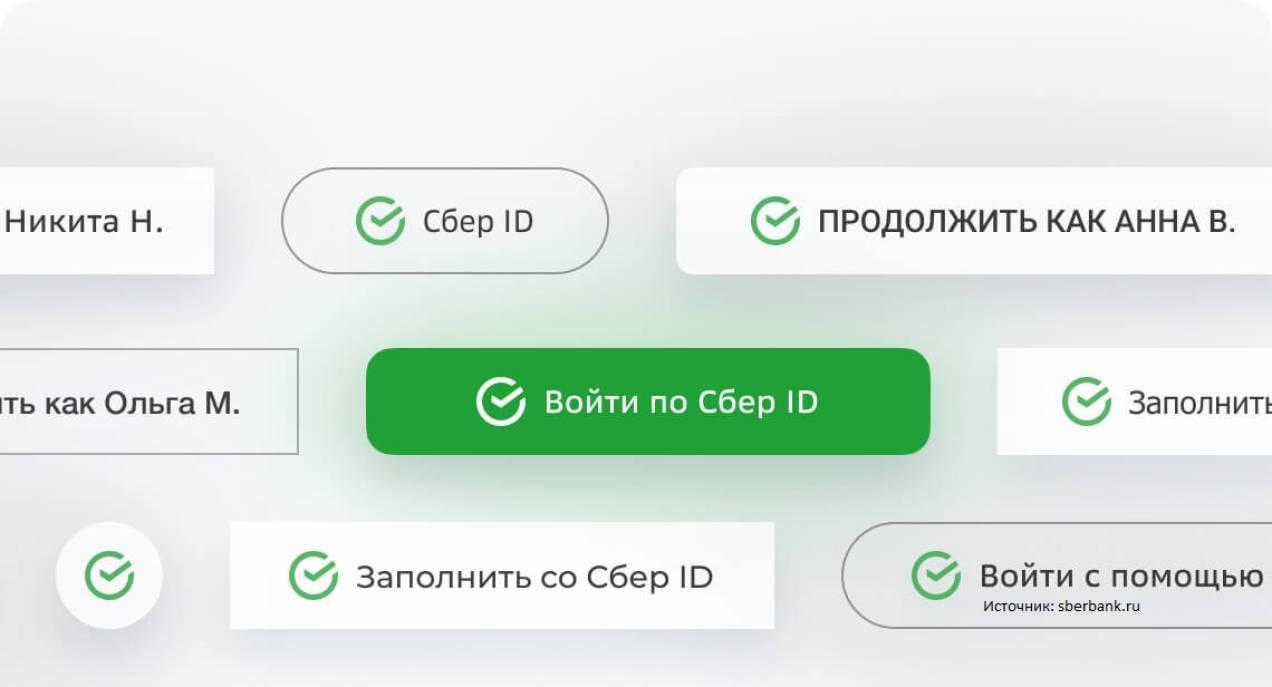 Никита Н.
Сбер ID
ПРОДОЛЖИТЬ КАК АННА В.
как Ольга М.
Войти по Сбер ID
Заполнить
Заполнить со Сбер ID
Войти с помощью
Источник: sberbank.ru